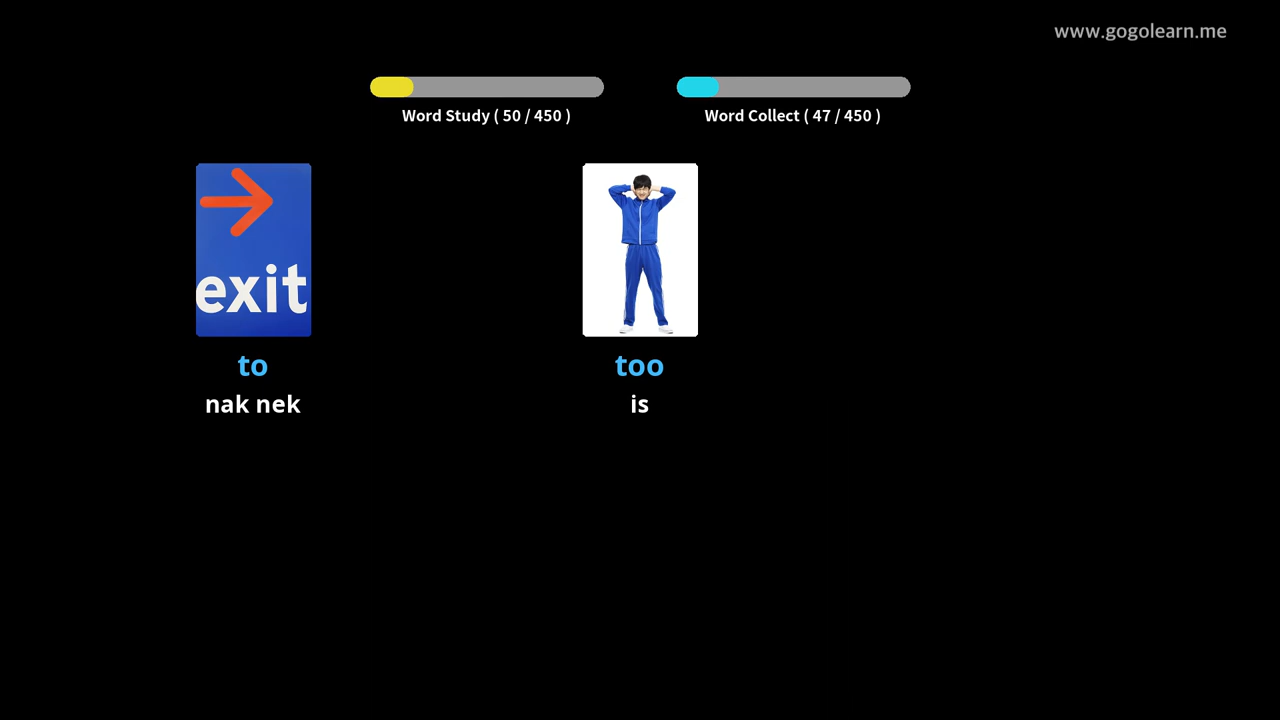 www.gogolearn.me
Word Study ( 50 / 450 )
Word Collect ( 47 / 450 )
exit
to
nak nek
too
is